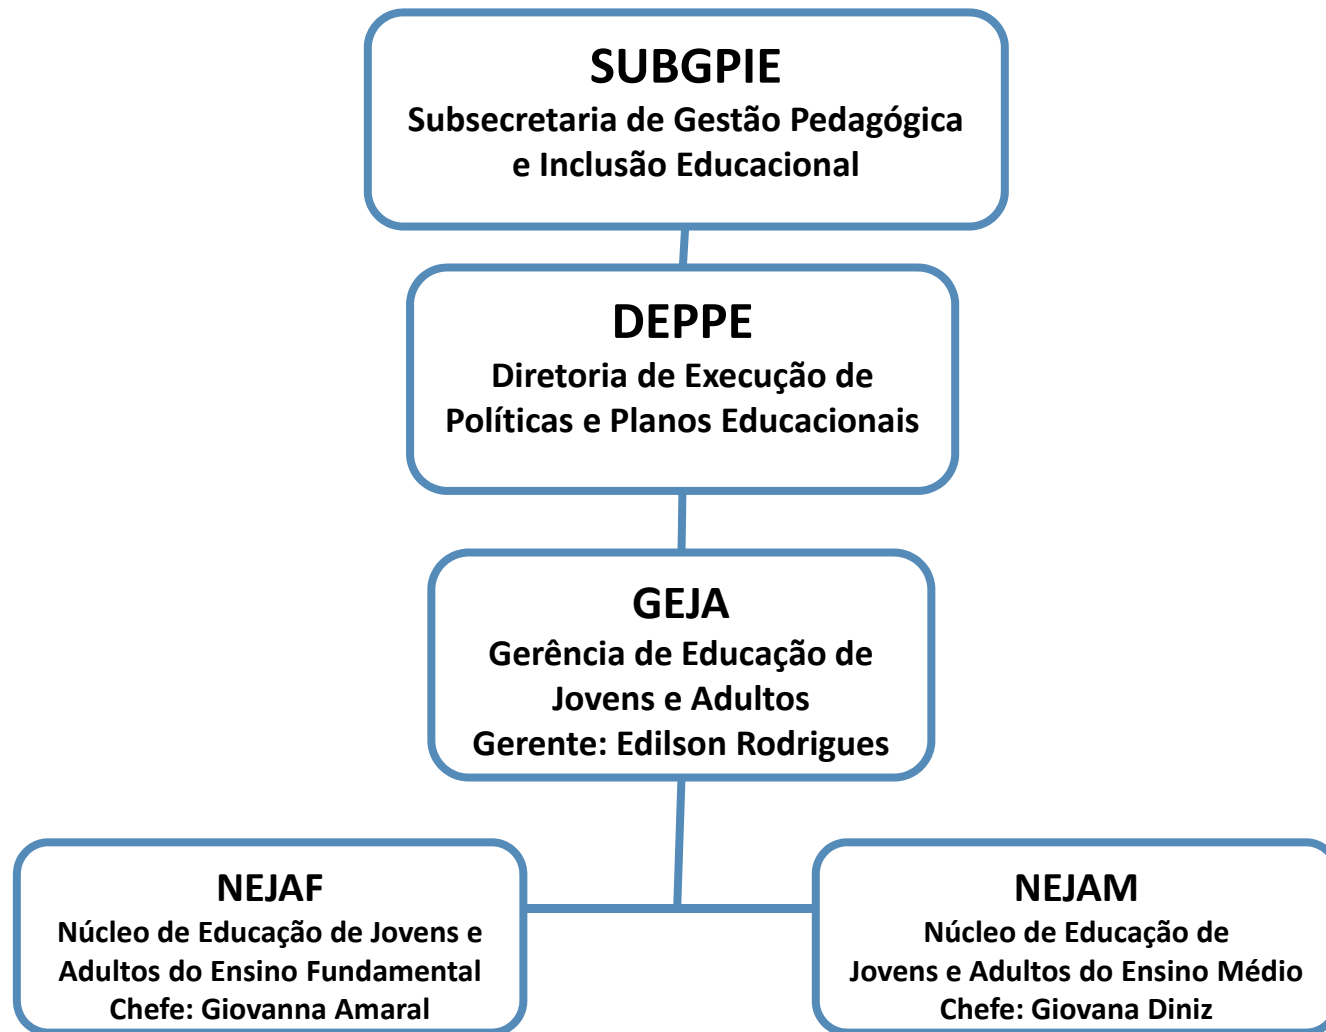 SUBGPIE
Subsecretaria de Gestão Pedagógica
e Inclusão Educacional
DEPPE
Diretoria de Execução de
Políticas e Planos Educacionais
GEJA
Gerência de Educação de
Jovens e Adultos
Gerente: Edilson Rodrigues
NEJAF
Núcleo de Educação de Jovens e
Adultos do Ensino Fundamental
Chefe: Giovanna Amaral
NEJAM
Núcleo de Educação de
Jovens e Adultos do Ensino Médio
Chefe: Giovana Diniz